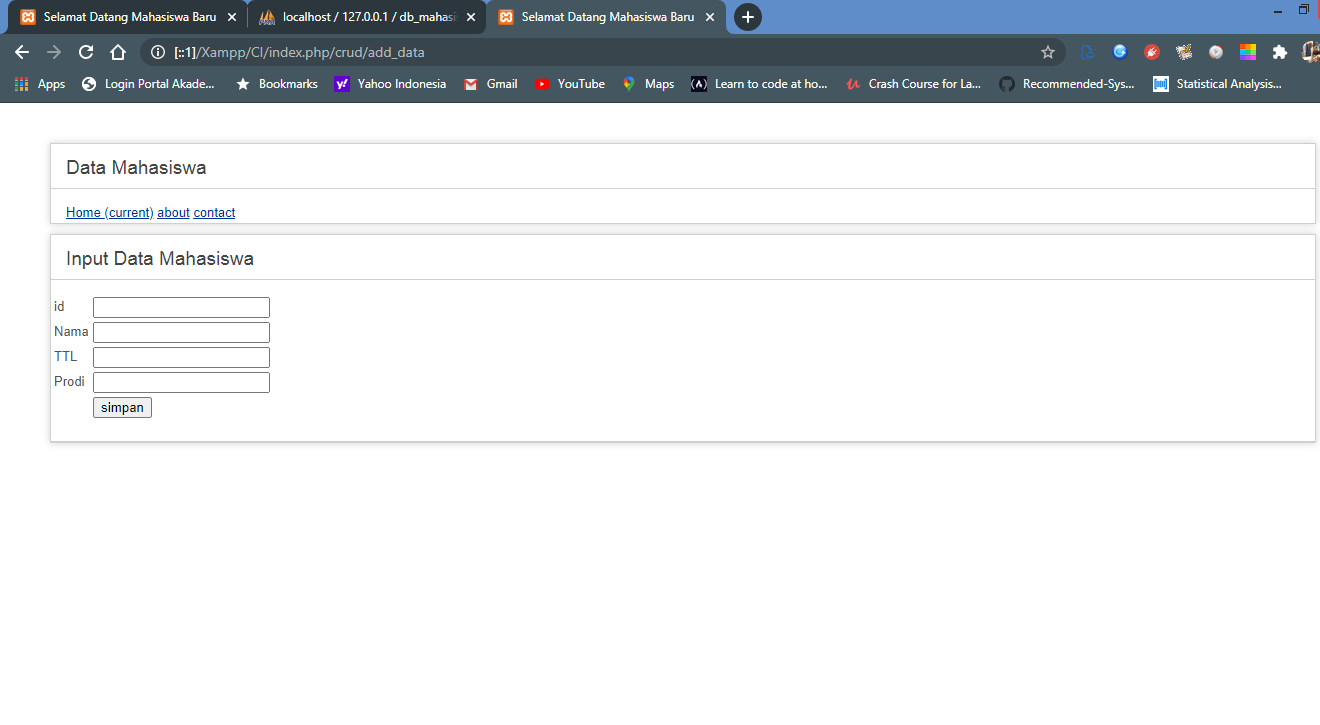 Selamat Datang Mahasiswa Baru
localhost / 127.0.0.1 / db_mahasis
Selamat Datang Mahasiswa Baru
[::1]/Xampp/CI/index.php/crud/add_data
Apps
Login Portal Akade...
Bookmarks
Yahoo Indonesia
Gmail
YouTube
Maps
Learn to code at ho...
Crash Course for La...
Recommended-Sys...
Statistical Analysis...
Data Mahasiswa
Home (current) about contact
Input Data Mahasiswa
id
Nama
TTL
Prodi
simpan